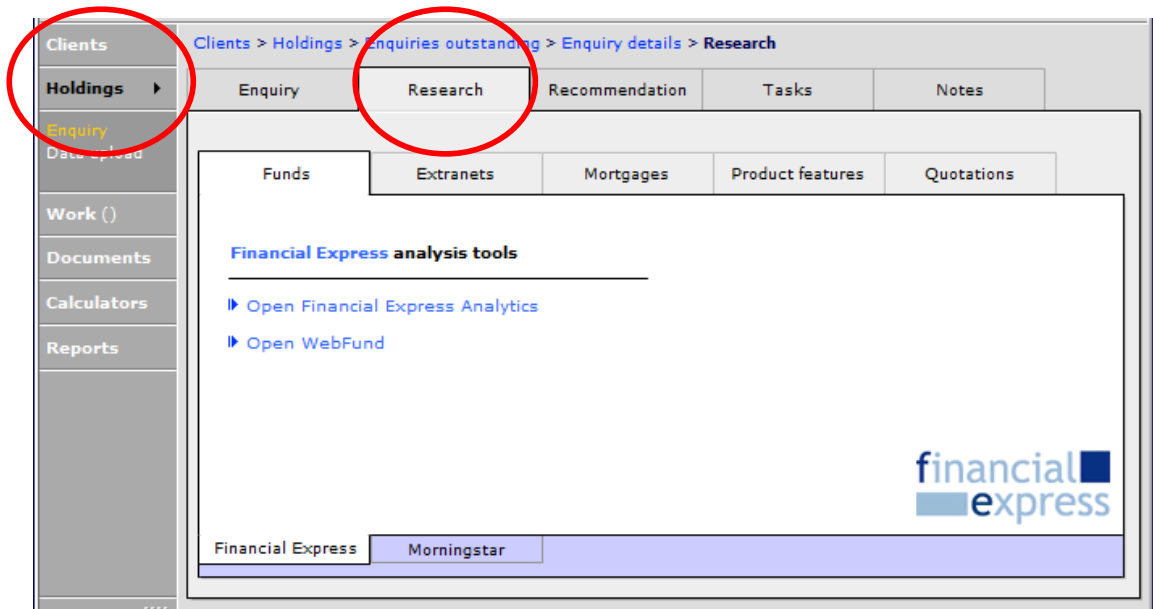 Clients
Holdings
Enquiry
Data upload
Work ()
Documents
Calculators
Reports
Clients > Holdings > Enquiries outstanding > Enquiry details > Research
Enquiry Research Recommendation Tasks Notes
Funds Extranets Mortgages Product features Quotations
Financial Express analysis tools
Open Financial Express Analytics
Open WebFund
financial
express
Financial Express Morningstar